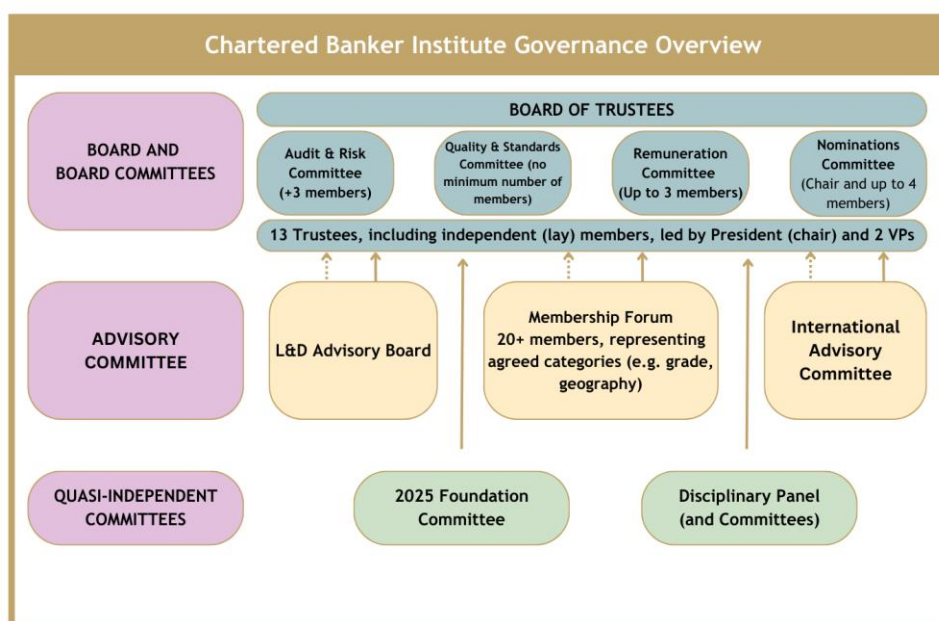 Chartered Banker Institute Governance Overview
BOARD AND
BOARD COMMITTEES
BOARD OF TRUSTEES
Audit & Risk
Committee
(+3 members)
Quality & Standards
Committee (no
minimum number of
members)
Remuneration
Committee
(Up to 3 members)
Nominations
Committee
(Chair and up to 4
members)
13 Trustees, including independent (lay) members, led by President (chair) and 2 VPs
ADVISORY
COMMITTEE
L&D Advisory Board
Membership Forum
20+ members, representing
agreed categories (e.g. grade,
geography)
International
Advisory
Committee
QUASI-INDEPENDENT
COMMITTEES
2025 Foundation
Committee
Disciplinary Panel
(and Committees)